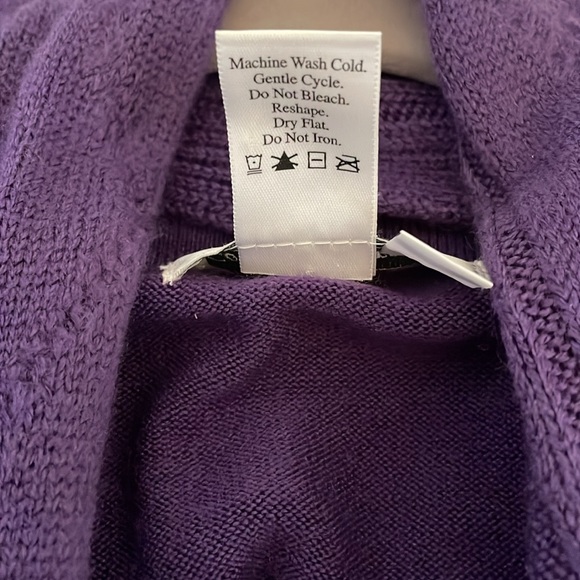 Machine Wash Cold.
Gentle Cycle.
Do Not Bleach.
Reshape.
Dry Flat.
Do Not Iron.